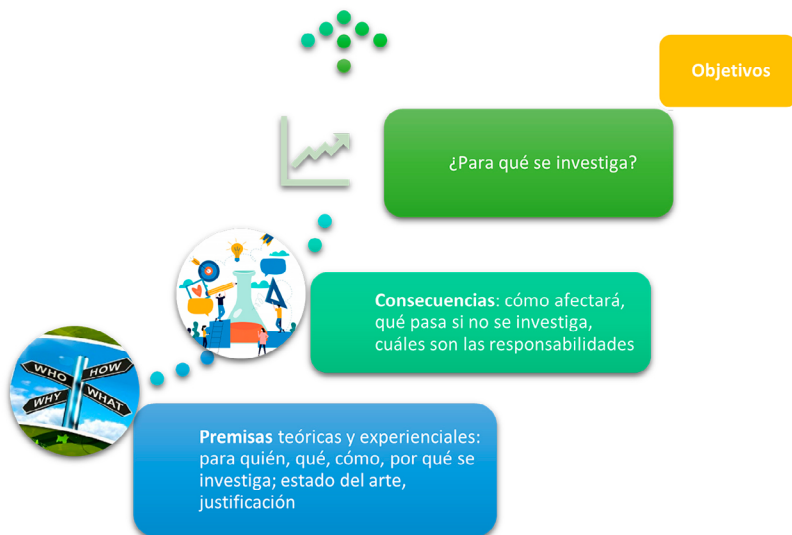 Objetivos
¿Para qué se investiga?
Consecuencias: cómo afectará,
qué pasa si no se investiga,
cuáles son las responsabilidades
WHO
HOW
WHY
WHAT
Premisas teóricas y experienciales:
para quién, qué, cómo, por qué se
investiga; estado del arte,
justificación